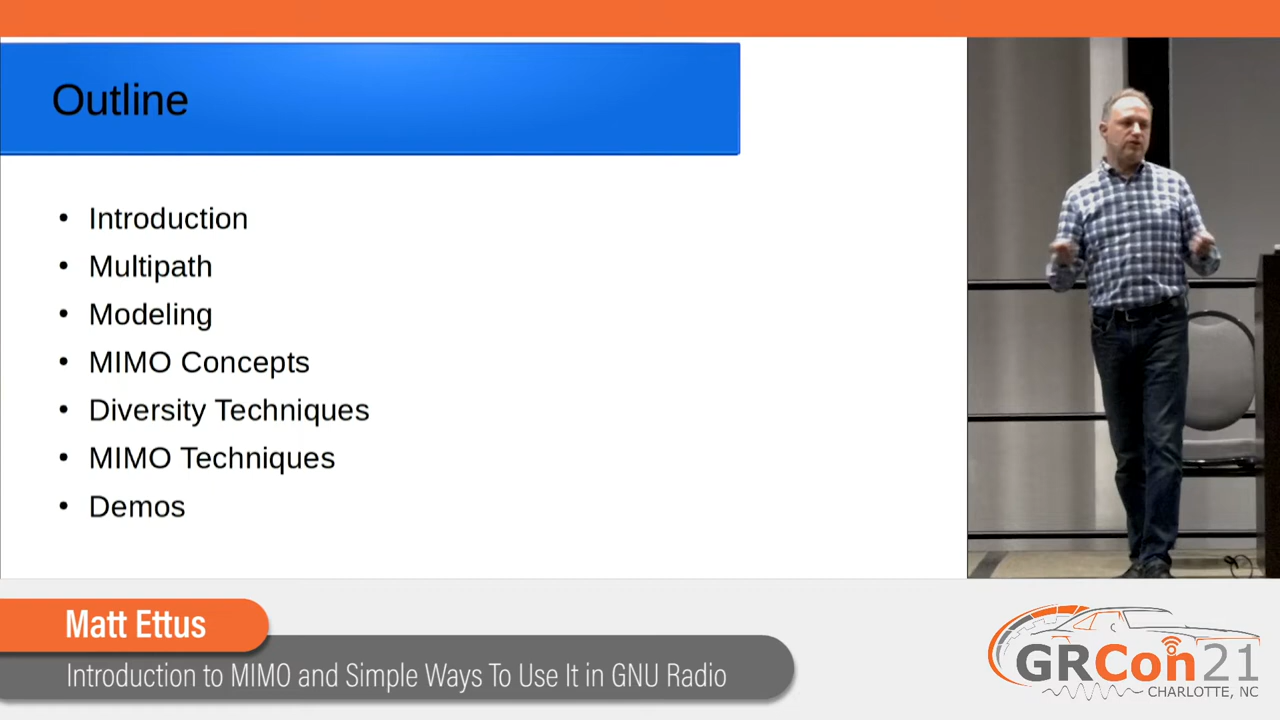 Outline
• Introduction
• Multipath
• Modeling
• MIMO Concepts
• Diversity Techniques
• MIMO Techniques
• Demos
Matt Ettus
Introduction to MIMO and Simple Ways To Use It in GNU Radio
GRCon21
CHARLOTTE, NC